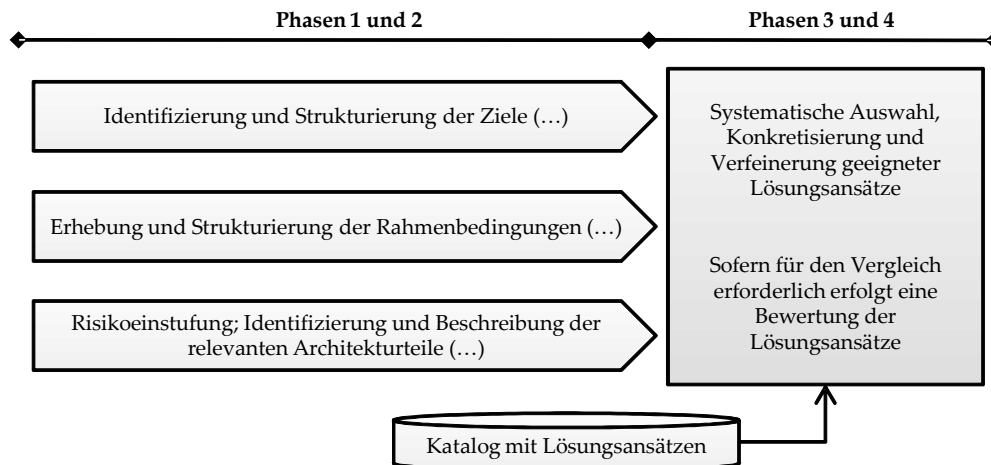 Phasen 1 und 2
Phasen 3 und 4
Identifizierung und Strukturierung der Ziele (…)
Erhebung und Strukturierung der Rahmenbedingungen (…)
Risikoeinstufung; Identifizierung und Beschreibung der
relevanten Architekturteile (…)
Systematische Auswahl,
Konkretisierung und
Verfeinerung geeigneter
Lösungsansätze
Sofern für den Vergleich
erforderlich erfolgt eine
Bewertung der
Lösungsansätze
Katalog mit Lösungsansätzen